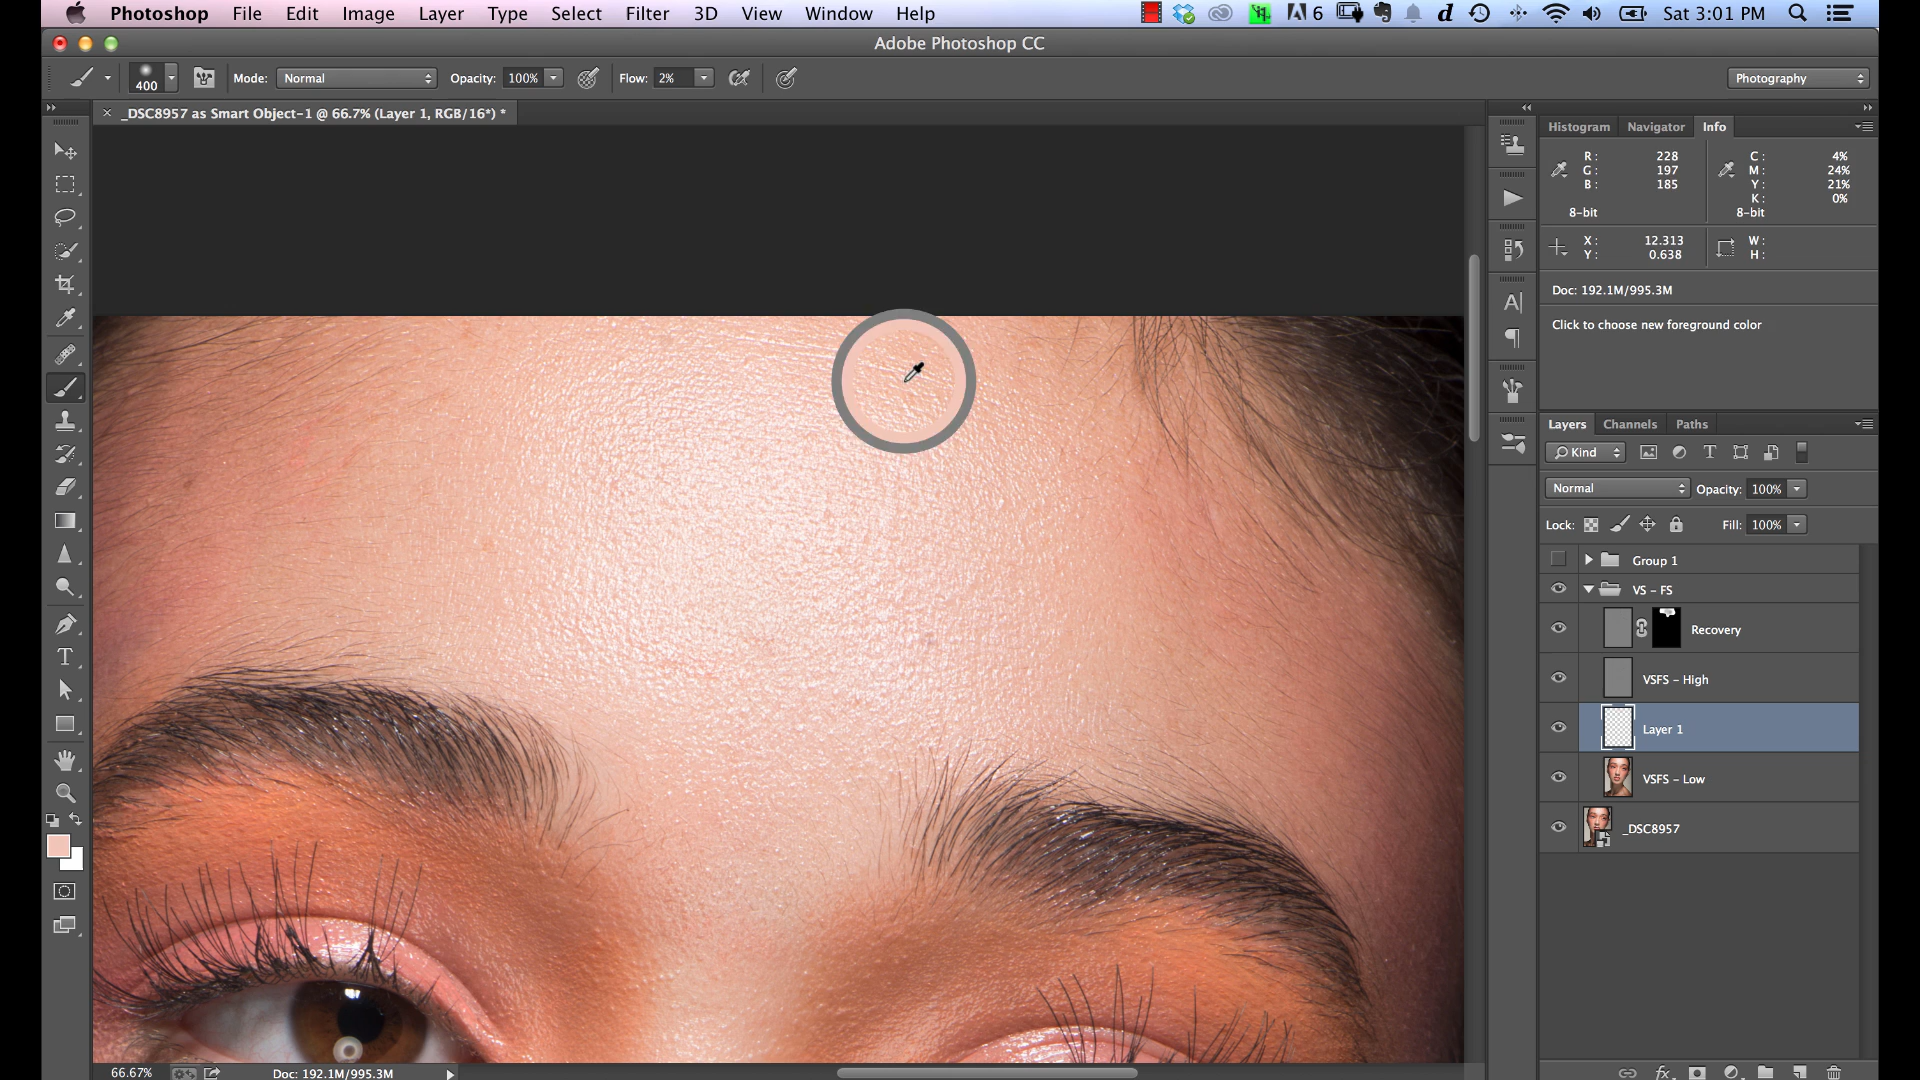 Photoshop File Edit Image Layer Type Select Filter 3D View Window Help 6 d Sat 3:01 PM
Adobe Photoshop CC
400 Mode: Normal Opacity: 100% Flow: 2% Photography
× _DSC8957 as Smart Object-1 @ 66.7% (Layer 1, RGB/16*) *
Histogram Navigator Info
R: 228 C: 4%
G: 197 M: 24%
B: 185 Y: 21%
K: 0%
8-bit 8-bit
X: 12.313 W:
Y: 0.638 H:
Doc: 192.1M/995.3M
Click to choose new foreground color
Layers Channels Paths
Kind
Normal Opacity: 100%
Lock: Fill: 100%
Group 1
VS - FS
Recovery
VSFS - High
Layer 1
VSFS - Low
_DSC8957
66.67% Doc: 192.1M/995.3M